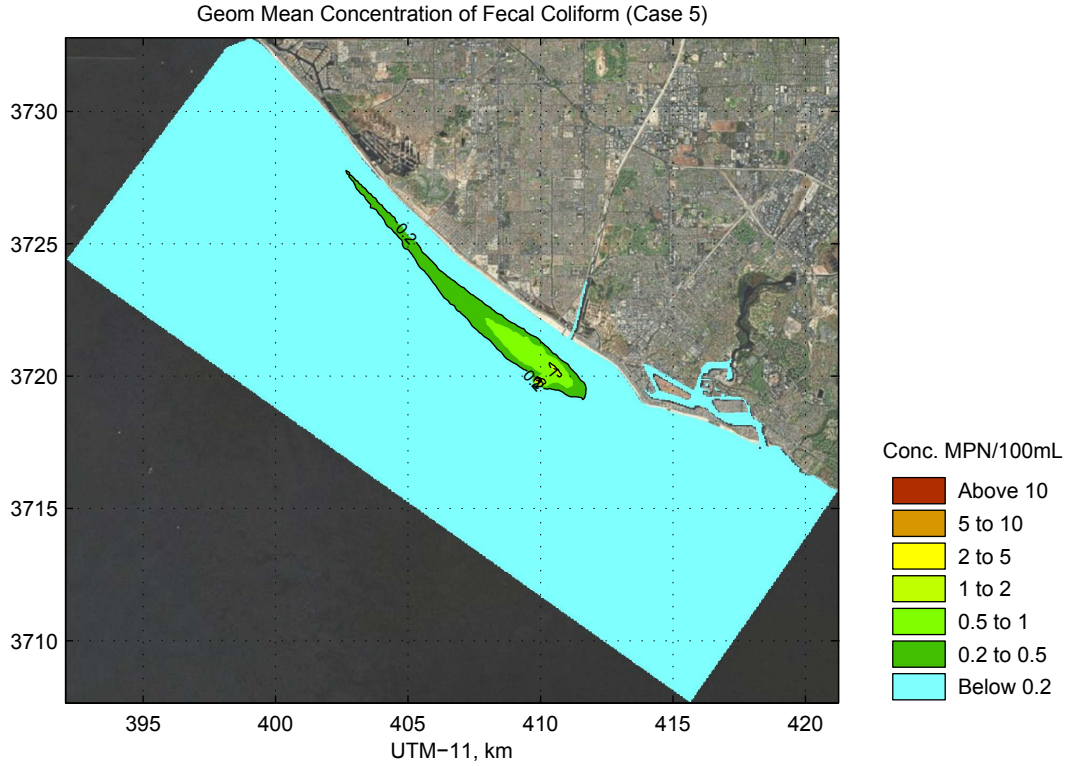 Geom Mean Concentration of Fecal Coliform (Case 5)
3730
3725
3720
3715
3710
0.2
1
395
400
405
410
415
420
UTM−11, km
Conc. MPN/100mL
Above 10
5 to 10
2 to 5
1 to 2
0.5 to 1
0.2 to 0.5
Below 0.2